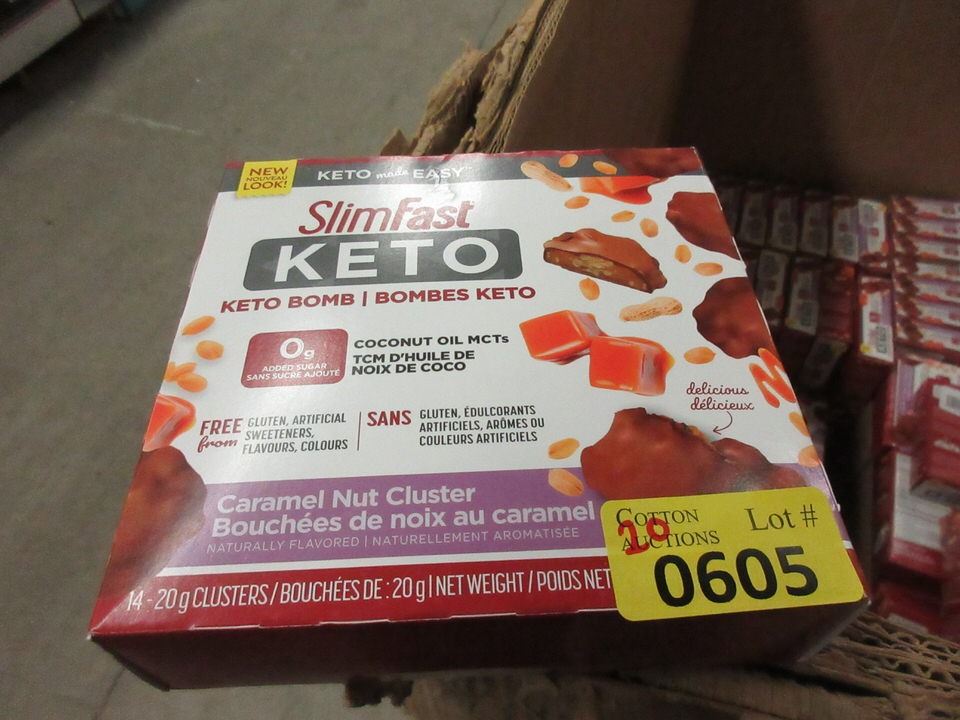 NEW
NOUVEAU
LOOK!
KETO made EASY™
SlimFast
KETO
KETO BOMB | BOMBES KETO
0g
ADDED SUGAR
SANS SUCRE AJOUTÉ
COCONUT OIL MCTs
TCM D'HUILE DE
NOIX DE COCO
FREE from
GLUTEN, ARTIFICIAL
SWEETENERS,
FLAVOURS, COLOURS
SANS
GLUTEN, ÉDULCORANTS
ARTIFICIELS, ARÔMES OU
COULEURS ARTIFICIELS
delicious
délicieux
Caramel Nut Cluster
Bouchées de noix au caramel
NATURALLY FLAVORED | NATURELLEMENT AROMATISÉE
14 - 20 g CLUSTERS / BOUCHÉES DE : 20 g | NET WEIGHT / POIDS NET
COTTON
AUCTIONS
Lot #
0605